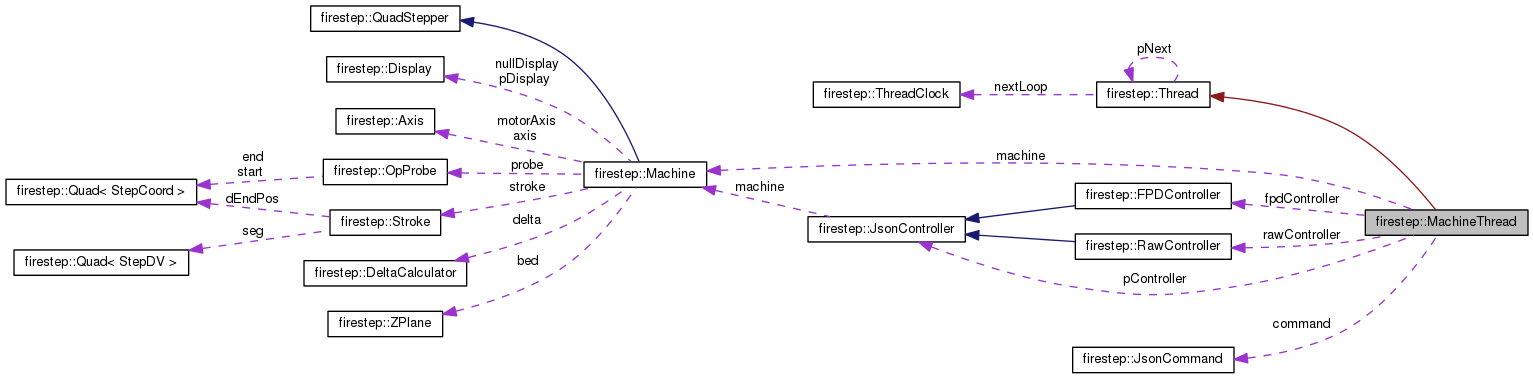 firestep::QuadStepper
nullDisplay
pDisplay
firestep::Display
pNext
nextLoop
firestep::ThreadClock
firestep::Thread
firestep::Axis
motorAxis
axis
end
start
firestep::OpProbe
probe
firestep::Machine
machine
firestep::Quad< StepCoord >
dEndPos
stroke
machine
firestep::FPDController
fpdController
firestep::Stroke
delta
firestep::JsonController
firestep::MachineThread
seg
firestep::RawController
rawController
firestep::Quad< StepDV >
bed
firestep::DeltaCalculator
pController
firestep::ZPlane
command
firestep::JsonCommand